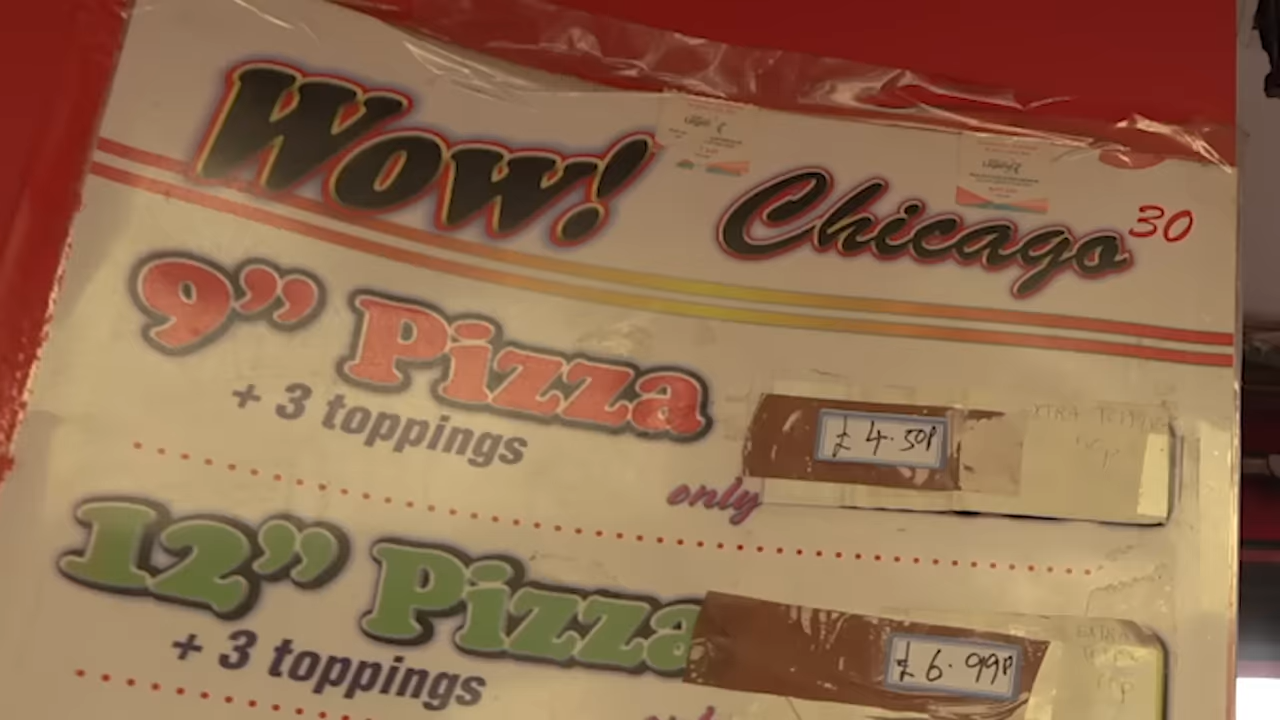 Wow! Chicago 30
9” Pizza
+ 3 toppings
£4.50P
only
12” Pizza
+ 3 toppings
£6.99P